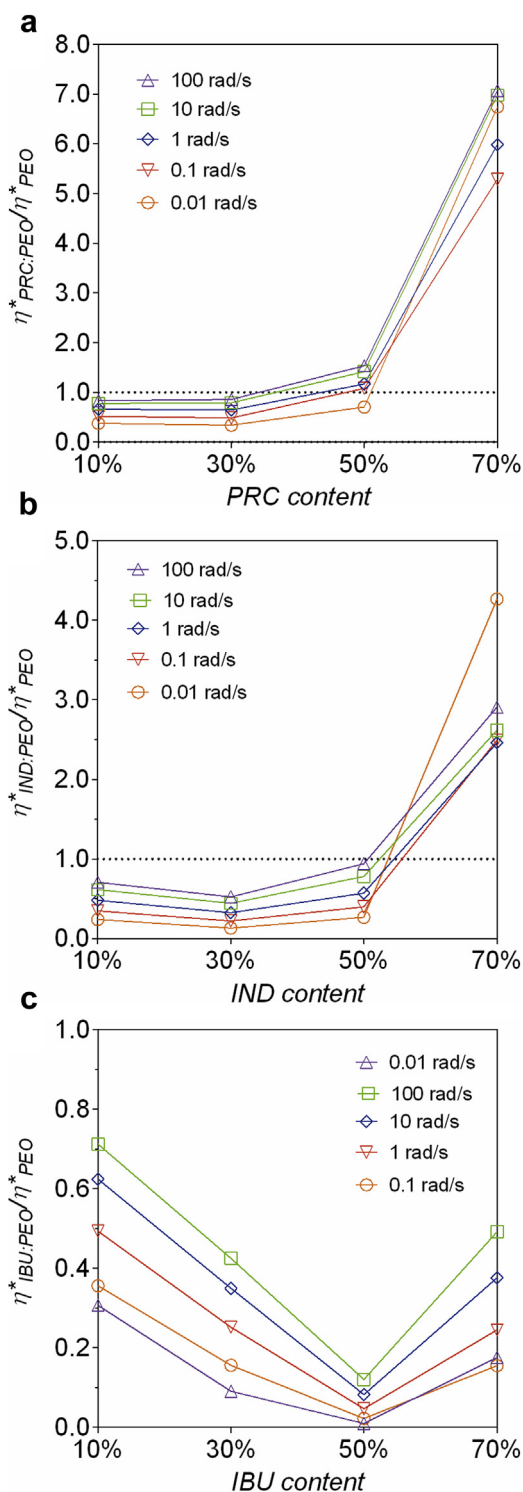 a
8.0
7.0
6.0
5.0
4.0
3.0
2.0
1.0
0.0
η*PRC:PEO/η*PEO
100 rad/s
10 rad/s
1 rad/s
0.1 rad/s
0.01 rad/s
10% 30% 50% 70%
PRC content
b
5.0
4.0
3.0
2.0
1.0
0.0
η*IND:PEO/η*PEO
100 rad/s
10 rad/s
1 rad/s
0.1 rad/s
0.01 rad/s
10% 30% 50% 70%
IND content
c
1.0
0.8
0.6
0.4
0.2
0.0
η*IBU:PEO/η*PEO
0.01 rad/s
100 rad/s
10 rad/s
1 rad/s
0.1 rad/s
10% 30% 50% 70%
IBU content